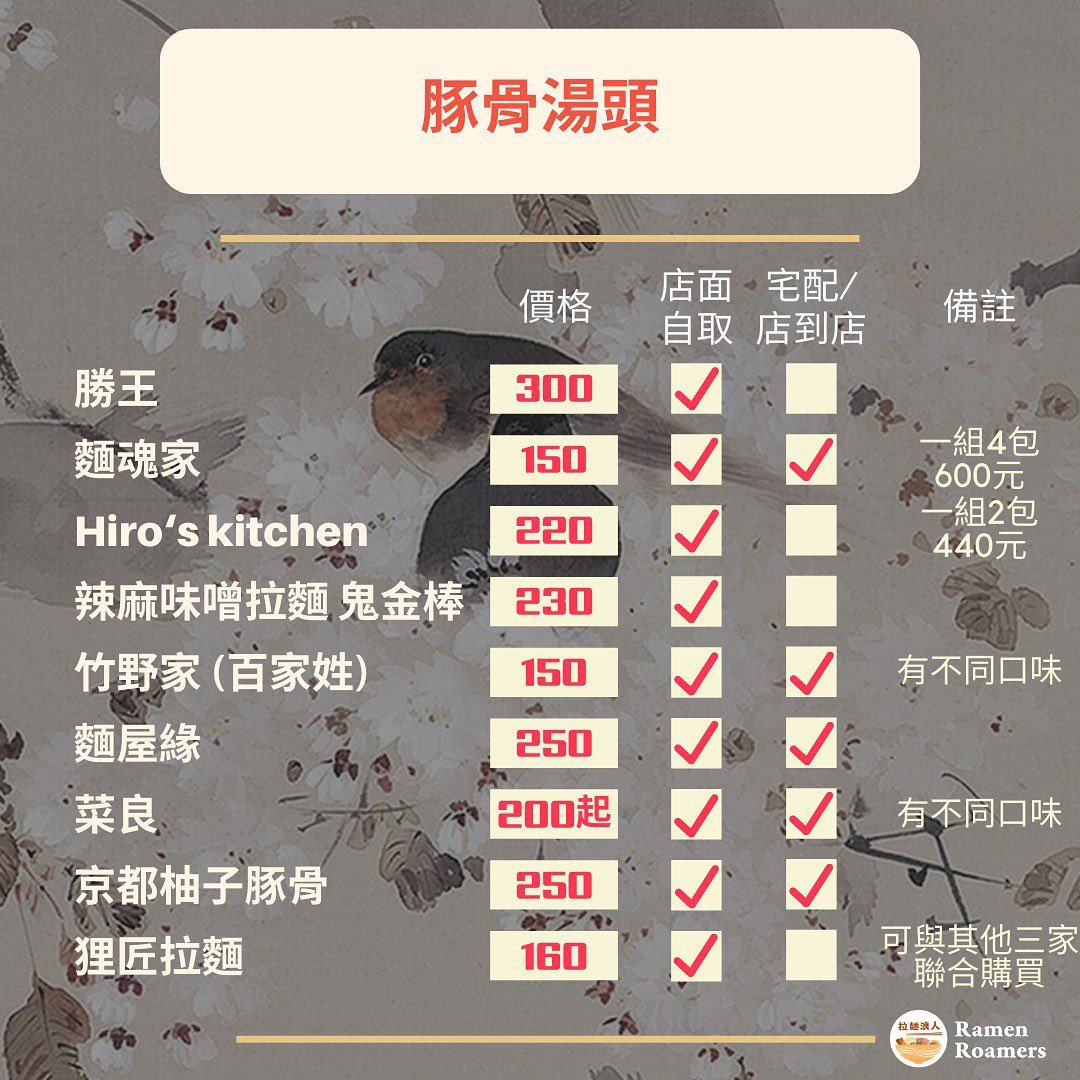 豚骨湯頭
價格 店面自取 宅配/店到店 備註
勝王 300 ✓
麵魂家 150 ✓ ✓ 一組4包600元
Hiro‘s kitchen 220 ✓ 一組2包440元
辣麻味噌拉麵 鬼金棒 230 ✓
竹野家 (百家姓) 150 ✓ ✓ 有不同口味
麵屋緣 250 ✓ ✓
菜良 200起 ✓ ✓ 有不同口味
京都柚子豚骨 250 ✓ ✓
狸匠拉麵 160 ✓ 可與其他三家聯合購買
拉麵浪人
Ramen
Roamers